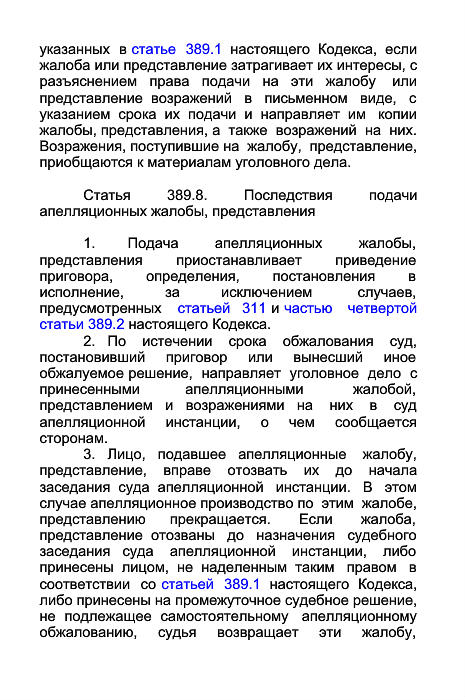 указанных в статье 389.1 настоящего Кодекса, если
жалоба или представление затрагивает их интересы, с
разъяснением права подачи на эти жалобу или
представление возражений в письменном виде, с
указанием срока их подачи и направляет им копии
жалобы, представления, а также возражений на них.
Возражения, поступившие на жалобу, представление,
приобщаются к материалам уголовного дела.
Статья 389.8. Последствия подачи
апелляционных жалобы, представления
1. Подача апелляционных жалобы,
представления приостанавливает приведение
приговора, определения, постановления в
исполнение, за исключением случаев,
предусмотренных статьей 311 и частью четвертой
статьи 389.2 настоящего Кодекса.
2. По истечении срока обжалования суд,
постановивший приговор или вынесший иное
обжалуемое решение, направляет уголовное дело с
принесенными апелляционными жалобой,
представлением и возражениями на них в суд
апелляционной инстанции, о чем сообщается
сторонам.
3. Лицо, подавшее апелляционные жалобу,
представление, вправе отозвать их до начала
заседания суда апелляционной инстанции. В этом
случае апелляционное производство по этим жалобе,
представлению прекращается. Если жалоба,
представление отозваны до назначения судебного
заседания суда апелляционной инстанции, либо
принесены лицом, не наделенным таким правом в
соответствии со статьей 389.1 настоящего Кодекса,
либо принесены на промежуточное судебное решение,
не подлежащее самостоятельному апелляционному
обжалованию, судья возвращает эти жалобу,